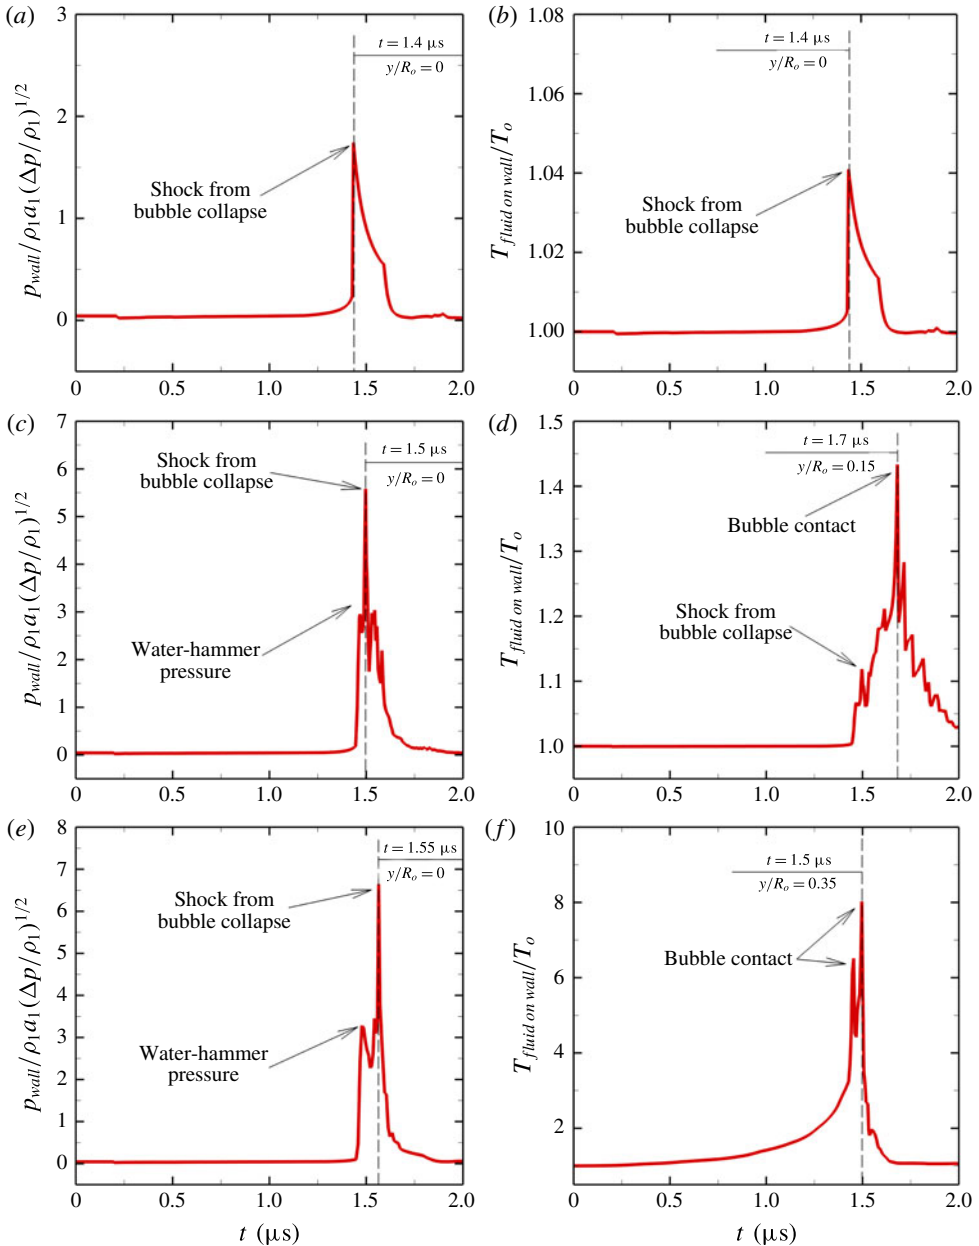 (a)
3
2
1
0
0
0.5
1.0
1.5
2.0
p_wall/ρ₁a₁(Δp/ρ₁)^1/2
t = 1.4 μs
y/R_o = 0
Shock from
bubble collapse
(b)
1.08
1.06
1.04
1.02
1.00
0
0.5
1.0
1.5
2.0
T_fluid on wall/T_o
t = 1.4 μs
y/R_o = 0
Shock from
bubble collapse
(c)
7
6
5
4
3
2
1
0
0
0.5
1.0
1.5
2.0
p_wall/ρ₁a₁(Δp/ρ₁)^1/2
t = 1.5 μs
y/R_o = 0
Shock from
bubble collapse
Water-hammer
pressure
(d)
1.5
1.4
1.3
1.2
1.1
1.0
0
0.5
1.0
1.5
2.0
T_fluid on wall/T_o
t = 1.7 μs
y/R_o = 0.15
Bubble contact
Shock from
bubble collapse
(e)
8
7
6
5
4
3
2
1
0
0
0.5
1.0
1.5
2.0
p_wall/ρ₁a₁(Δp/ρ₁)^1/2
t = 1.55 μs
y/R_o = 0
Shock from
bubble collapse
Water-hammer
pressure
t (μs)
(f)
10
8
6
4
2
0
0.5
1.0
1.5
2.0
T_fluid on wall/T_o
t = 1.5 μs
y/R_o = 0.35
Bubble contact
t (μs)